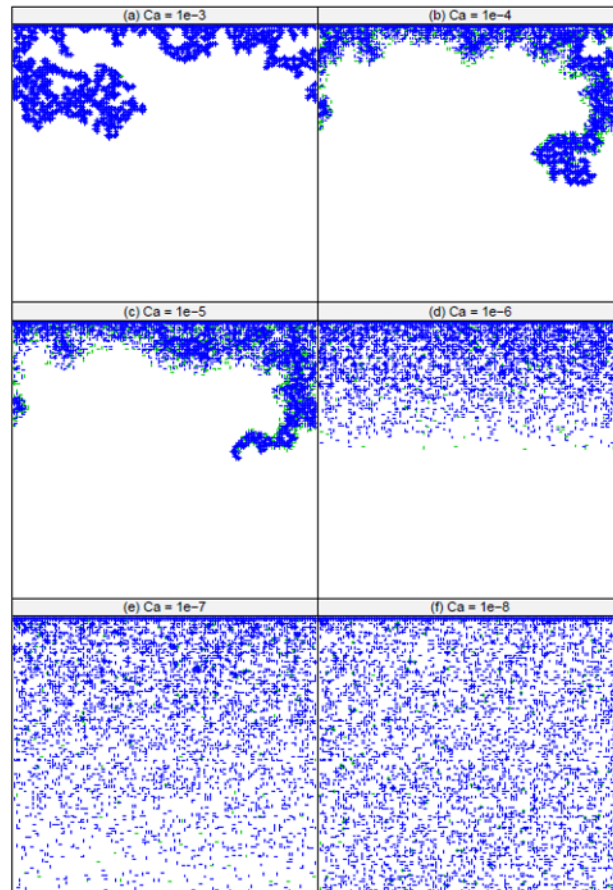 (a) Ca = 1e−3
(b) Ca = 1e−4
(c) Ca = 1e−5
(d) Ca = 1e−6
(e) Ca = 1e−7
(f) Ca = 1e−8